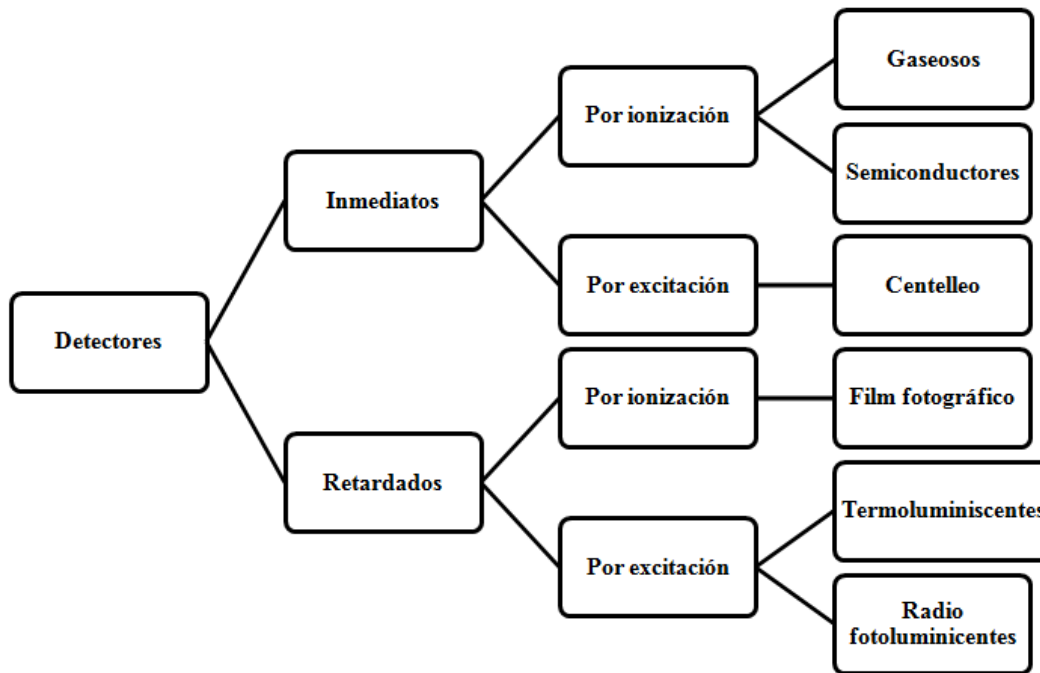 Gaseosos
Por ionización
Semiconductores
Inmediatos
Por excitación
Centelleo
Detectores
Por ionización
Film fotográfico
Retardados
Termoluminiscentes
Por excitación
Radio
fotoluminicentes